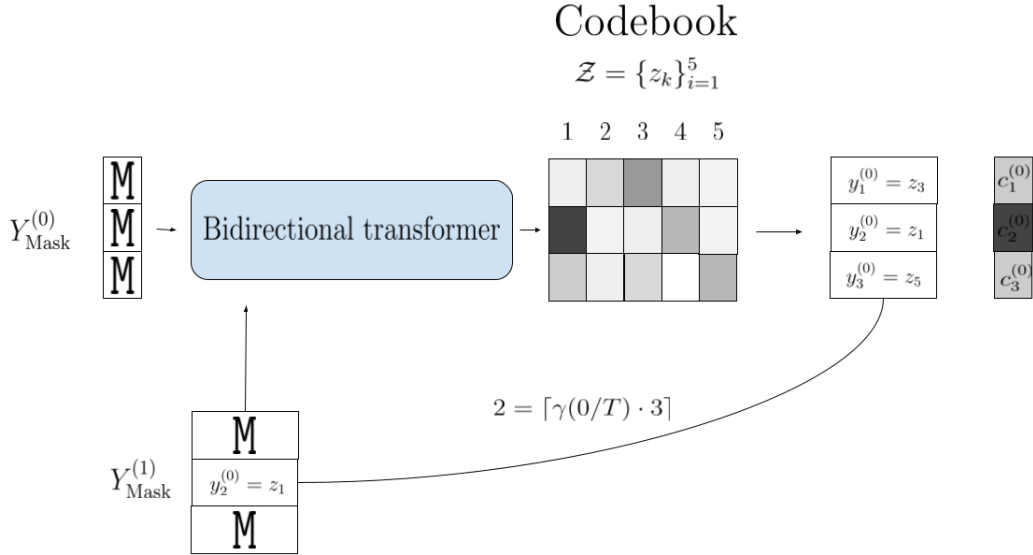 Codebook
𝒵 = {z_k}_{i=1}^5
1 2 3 4 5
Y_Mask^(0)
M
M
M
Bidirectional transformer
y_1^(0) = z_3
y_2^(0) = z_1
y_3^(0) = z_5
c_1^(0)
c_2^(0)
c_3^(0)
2 = ⌈γ(0/T) · 3⌉
Y_Mask^(1)
M
y_2^(0) = z_1
M